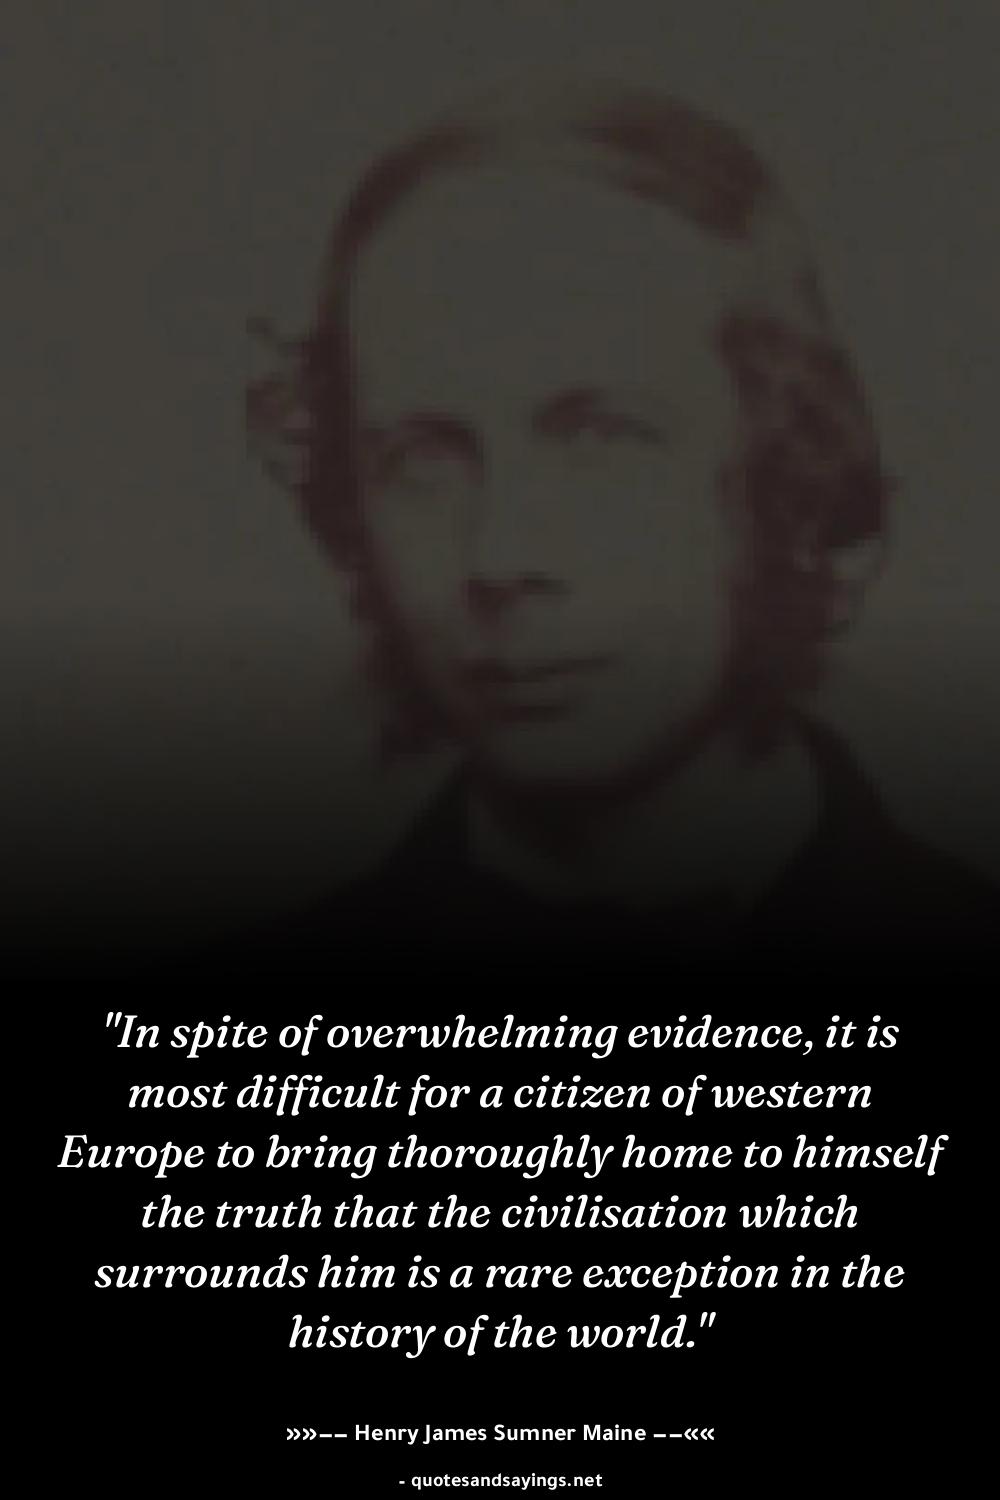 "In spite of overwhelming evidence, it is
most difficult for a citizen of western
Europe to bring thoroughly home to himself
the truth that the civilisation which
surrounds him is a rare exception in the
history of the world."
»»−− Henry James Sumner Maine −−««
- quotesandsayings.net